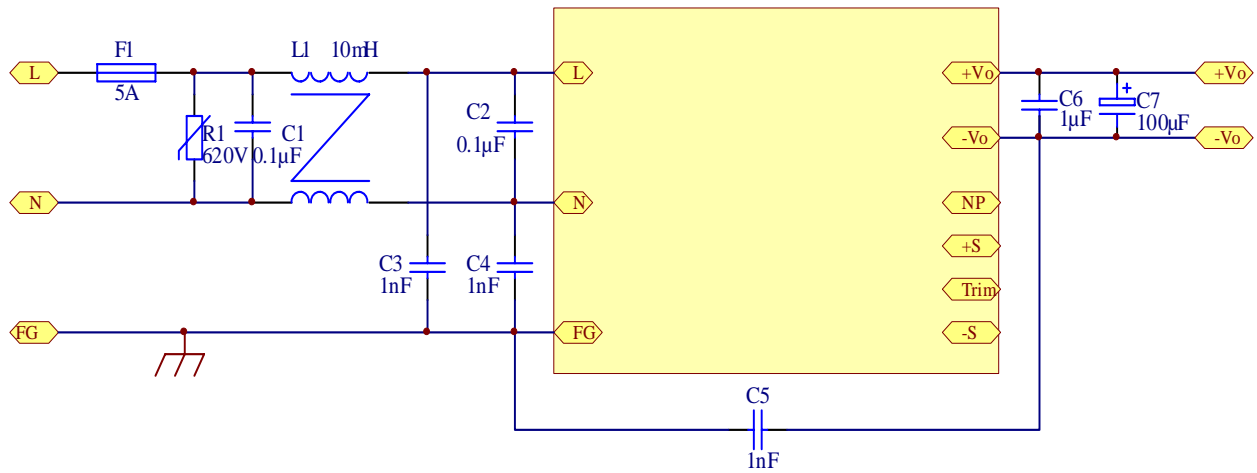 F1
L1 10mH
L
L
+Vo
+Vo
5A
C6
1μF
C7
100μF
+
C2
0.1μF
R1
620V
C1
0.1μF
-Vo
-Vo
N
N
NP
+S
C3
1nF
C4
1nF
Trim
FG
FG
-S
C5
1nF